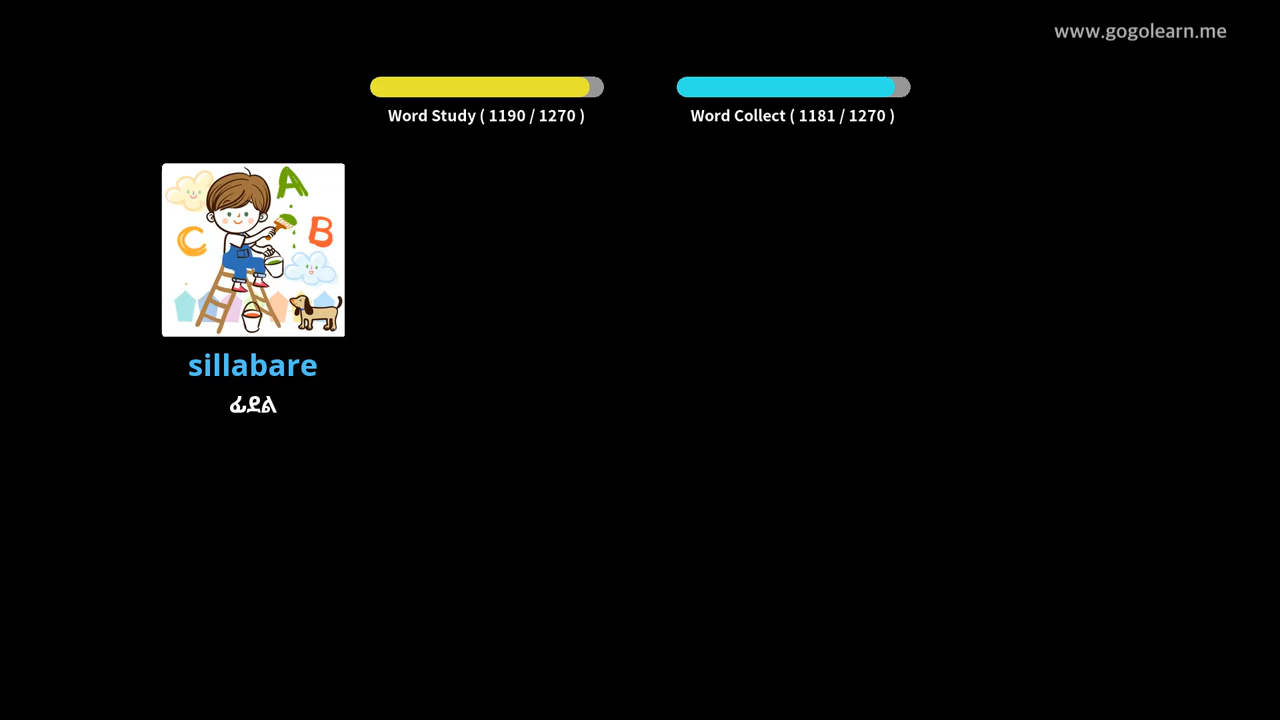 www.gogolearn.me
Word Study ( 1190 / 1270 )
Word Collect ( 1181 / 1270 )
A
B
C
sillabare
ፊደል